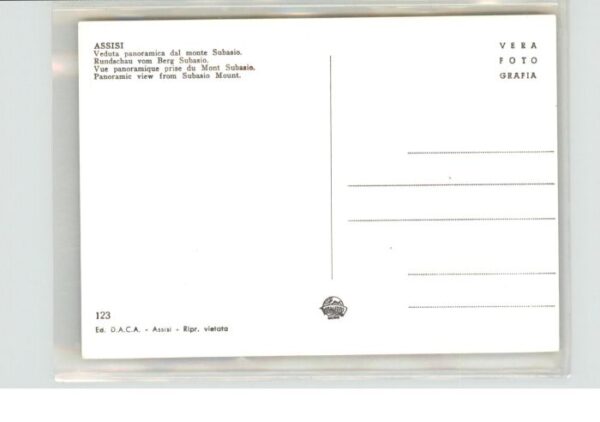 ASSISI
Veduta panoramica dal monte Subasio.
Rundschau vom Berg Subasio.
Vue panoramique prise du Mont Subasio.
Panoramic view from Subasio Mount.
VERA
FOTO
GRAFIA
123
Ed. D.A.C.A. - Assisi - Ripr. vietata